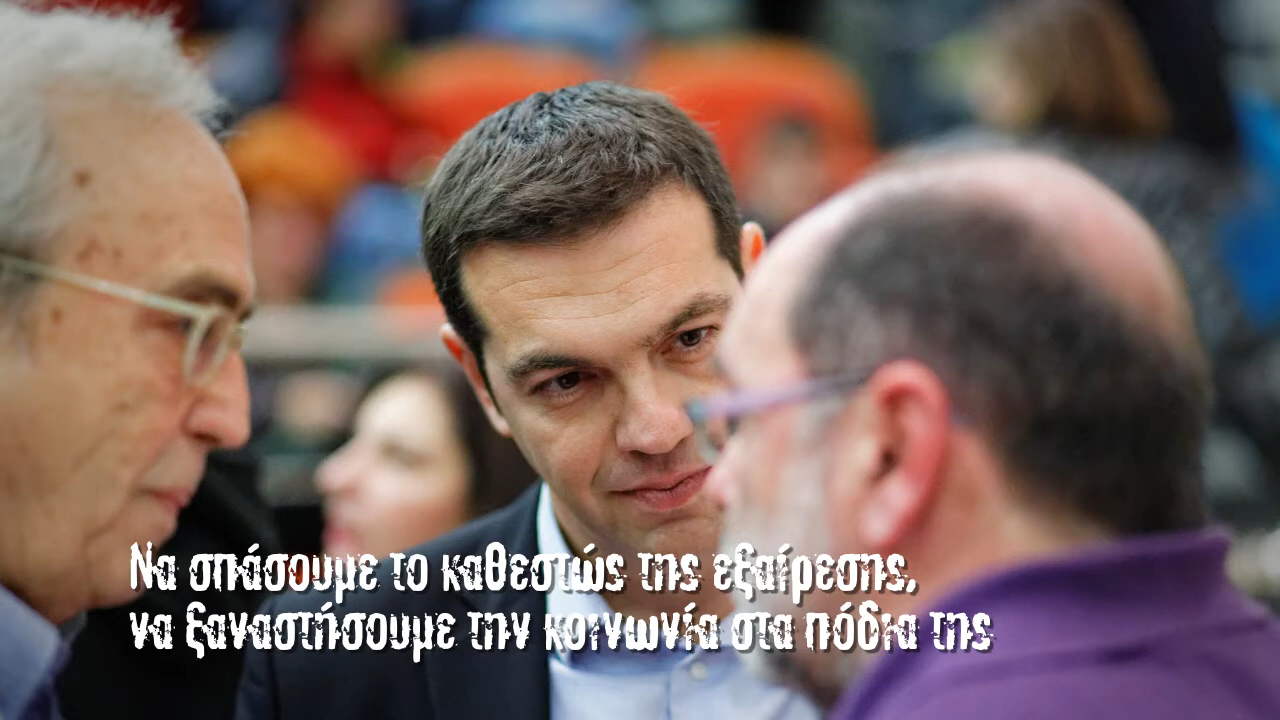 Να σπάσουμε το καθεστώς της εξαίρεσης,
να ξαναστήσουμε την κοινωνία στα πόδια της